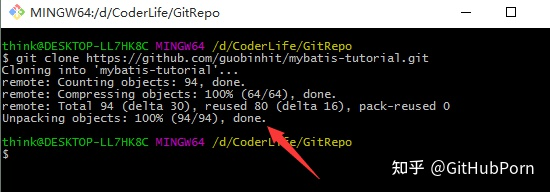 MINGW64:/d/CoderLife/GitRepo
think@DESKTOP-LL7HK8C MINGW64 /d/CoderLife/GitRepo
$ git clone https://github.com/guobinhit/mybatis-tutorial.git
Cloning into 'mybatis-tutorial'...
remote: Counting objects: 94, done.
remote: Compressing objects: 100% (64/64), done.
remote: Total 94 (delta 30), reused 80 (delta 16), pack-reused 0
Unpacking objects: 100% (94/94), done.
think@DESKTOP-LL7HK8C MINGW64 /d/CoderLife/GitRepo
$
知乎 @GitHubPorn